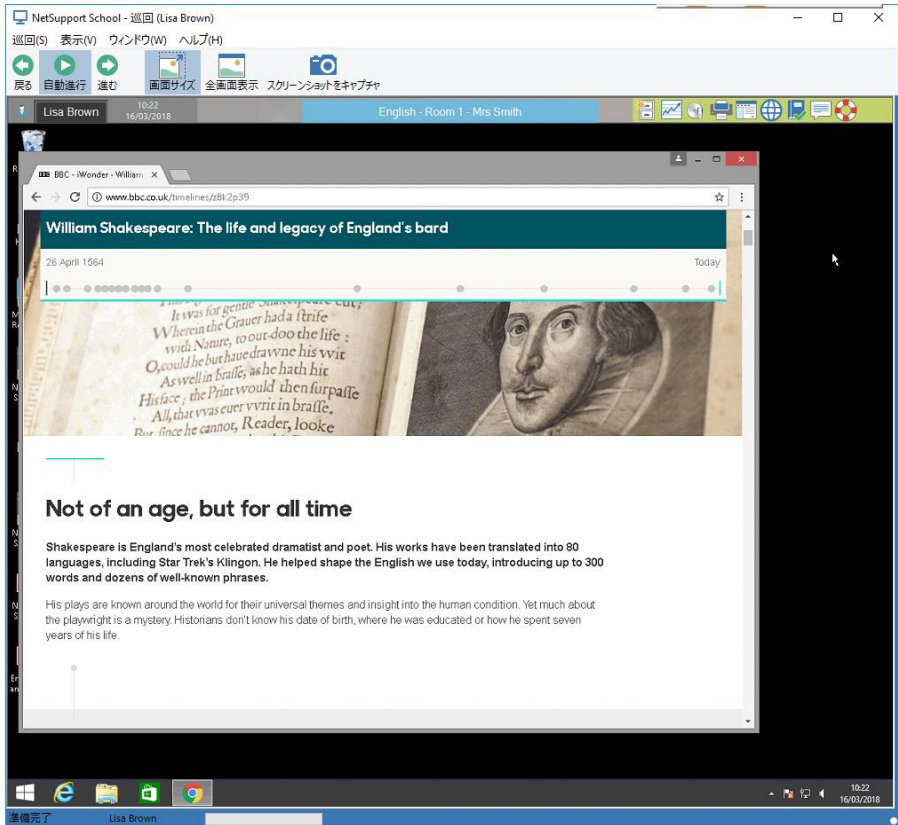 NetSupport School - 巡回 (Lisa Brown)
巡回(S) 表示(V) ウィンドウ(W) ヘルプ(H)
戻る 自動進行 進む 画面サイズ 全画面表示 スクリーンショットをキャプチャ
Lisa Brown
10:22
16/03/2018
English - Room 1 - Mrs Smith
BBC - iWonder - William
www.bbc.co.uk/timelines/z8k2p39
William Shakespeare: The life and legacy of England's bard
26 April 1564 Today
It vvas for gentle Shakespeare cut;
Wherein the Grauer had a strife
with Nature, to out-doo the life :
O, could he but haue drawne his vvit
As well in brasse, as he hath hit
His face ; the Print would then surpasse
All, that vvas euer vvrit in brasse.
But, since he cannot, Reader, looke
Not of an age, but for all time
Shakespeare is England's most celebrated dramatist and poet. His works have been translated into 80
languages, including Star Trek's Klingon. He helped shape the English we use today, introducing up to 300
words and dozens of well-known phrases.
His plays are known around the world for their universal themes and insight into the human condition. Yet much about
the playwright is a mystery. Historians don't know his date of birth, where he was educated or how he spent seven
years of his life.
10:22
16/03/2018
準備完了 Lisa Brown